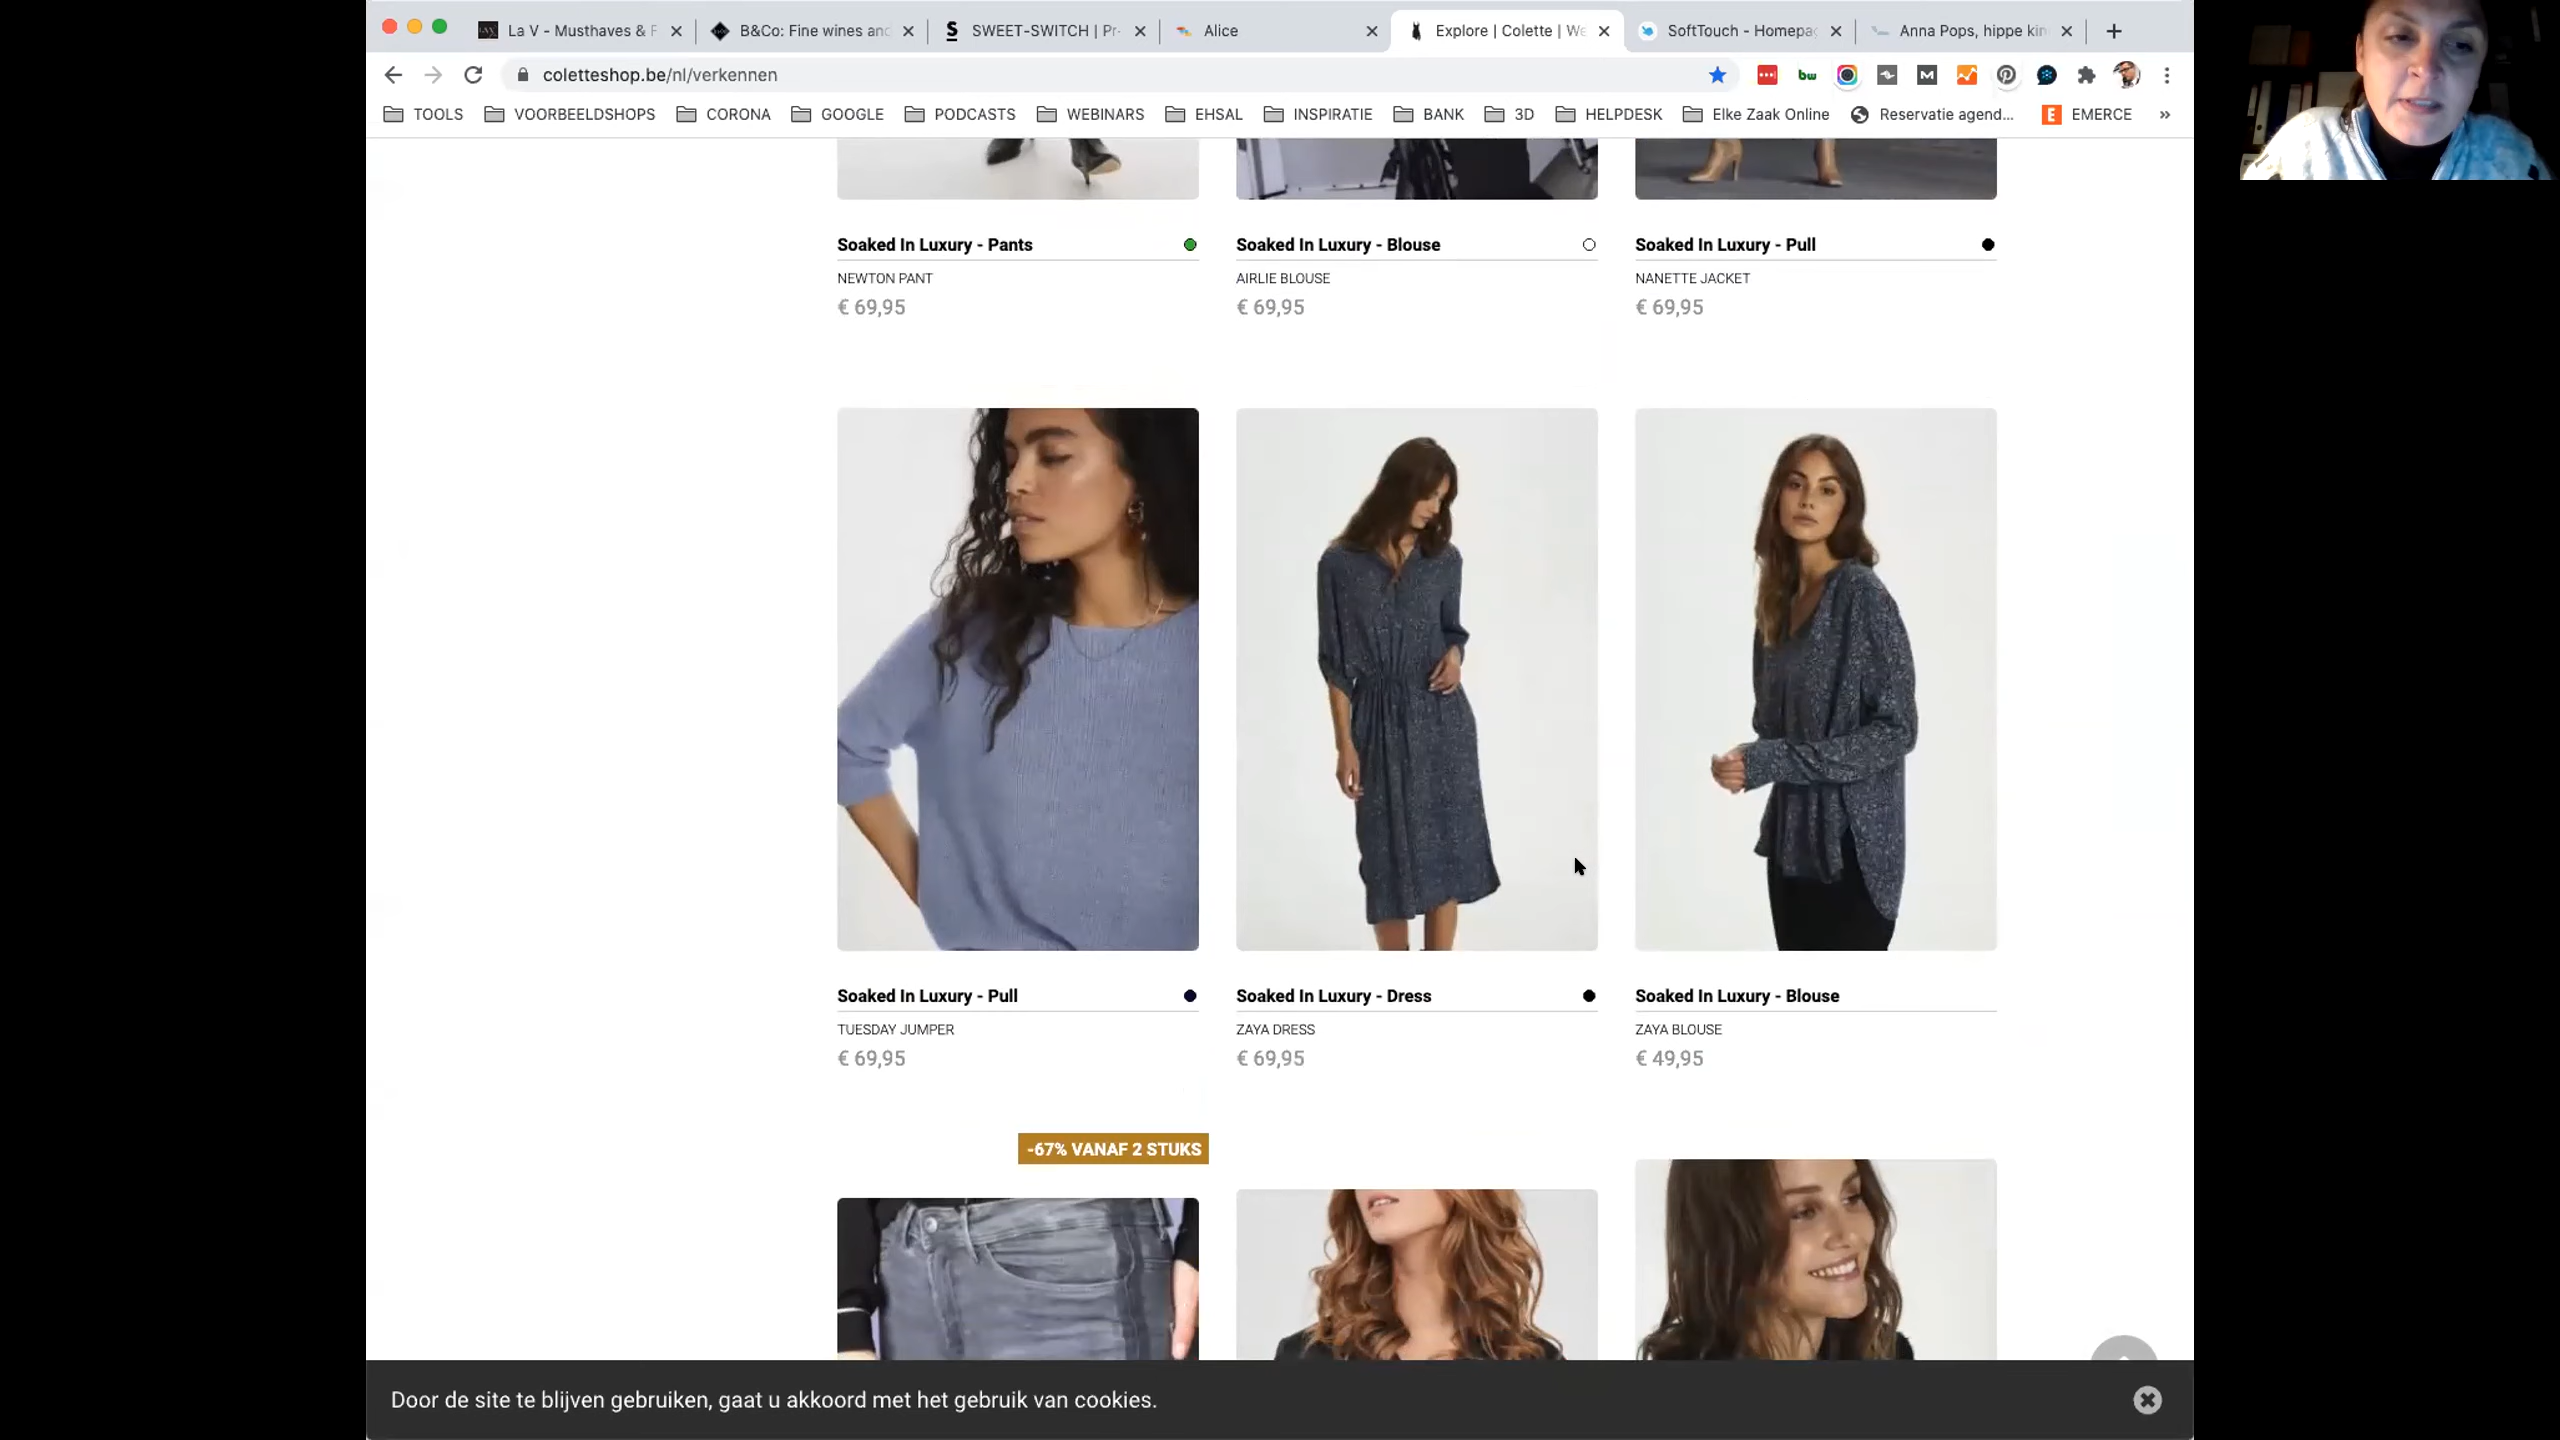 La V - Musthaves & F
B&Co: Fine wines and
SWEET-SWITCH | Pr
Alice
Explore | Colette | We
SoftTouch - Homepag
Anna Pops, hippe kin
coletteshop.be/nl/verkennen
bw
M
TOOLS
VOORBEELDSHOPS
CORONA
GOOGLE
PODCASTS
WEBINARS
EHSAL
INSPIRATIE
BANK
3D
HELPDESK
Elke Zaak Online
Reservatie agend...
E EMERCE
»
Soaked In Luxury - Pants
NEWTON PANT
€ 69,95
Soaked In Luxury - Blouse
AIRLIE BLOUSE
€ 69,95
Soaked In Luxury - Pull
NANETTE JACKET
€ 69,95
Soaked In Luxury - Pull
TUESDAY JUMPER
€ 69,95
Soaked In Luxury - Dress
ZAYA DRESS
€ 69,95
Soaked In Luxury - Blouse
ZAYA BLOUSE
€ 49,95
-67% VANAF 2 STUKS
Door de site te blijven gebruiken, gaat u akkoord met het gebruik van cookies.